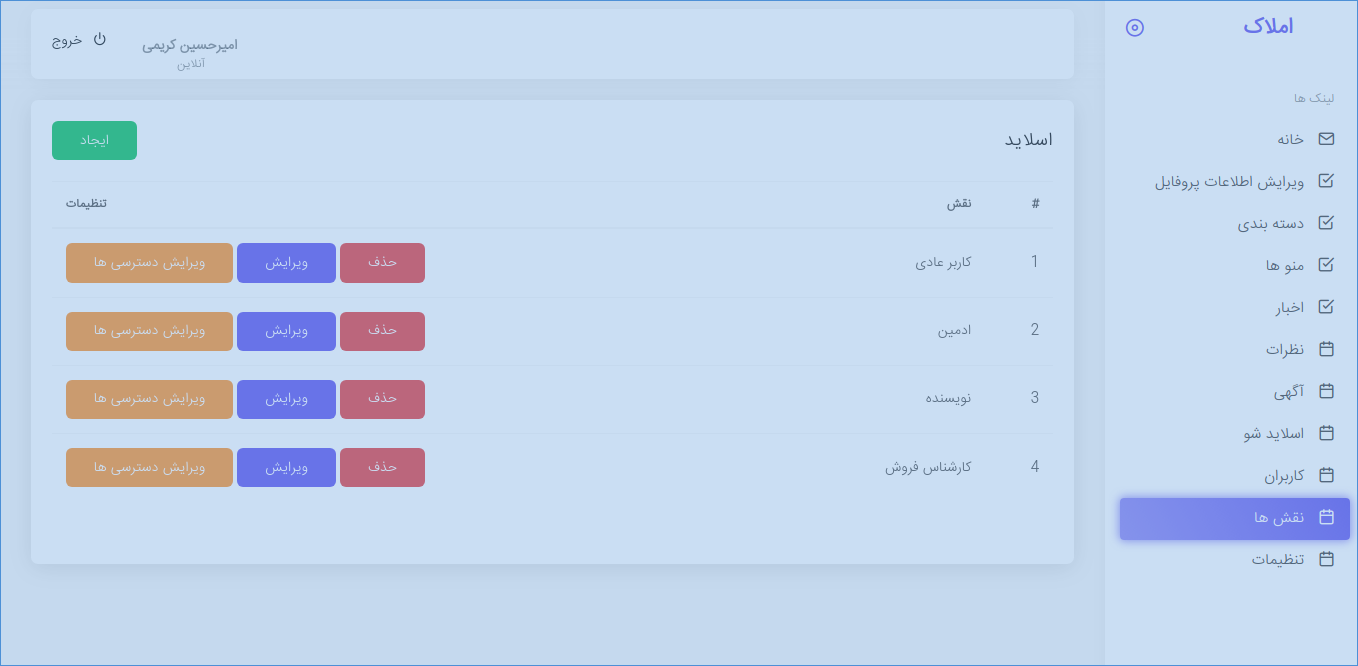 املاک
لینک ها
خانه
ویرایش اطلاعات پروفایل
دسته بندی
منو ها
اخبار
نظرات
آگهی
اسلاید شو
کاربران
نقش ها
تنظیمات
امیرحسین کریمی
آنلاین
خروج
اسلاید
ایجاد
# نقش تنظیمات
1 کاربر عادی حذف ویرایش ویرایش دسترسی ها
2 ادمین حذف ویرایش ویرایش دسترسی ها
3 نویسنده حذف ویرایش ویرایش دسترسی ها
4 کارشناس فروش حذف ویرایش ویرایش دسترسی ها